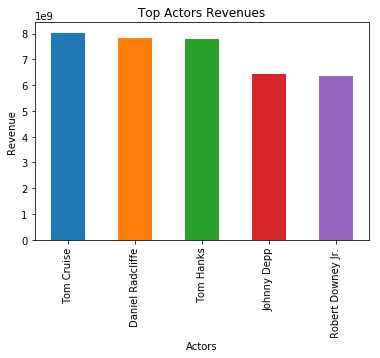 Top Actors Revenues
1e9
8
7
6
5
4
3
2
1
0
Revenue
Tom Cruise
Daniel Radcliffe
Tom Hanks
Johnny Depp
Robert Downey Jr.
Actors